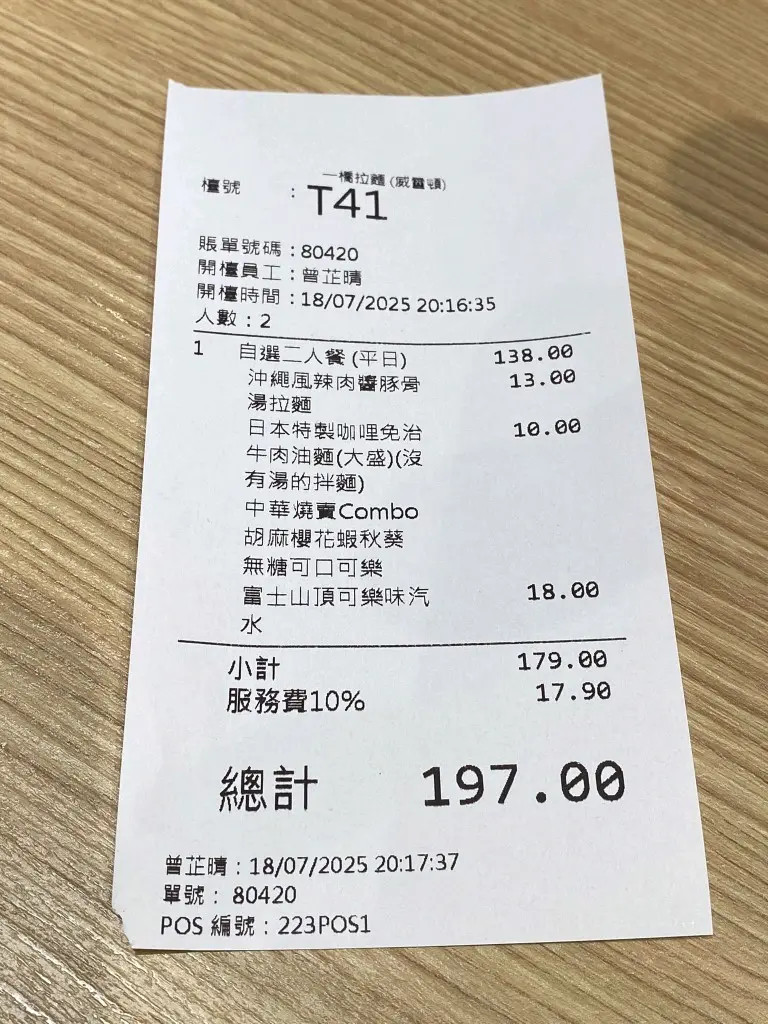 一橋拉麵 (威靈頓)
檯號 : T41
賬單號碼 : 80420
開檯員工 : 曾芷晴
開檯時間 : 18/07/2025 20:16:35
人數 : 2
1 自選二人餐 (平日) 138.00
沖繩風辣肉醬豚骨 13.00
湯拉麵
日本特製咖哩免治 10.00
牛肉油麵(大盛)(沒
有湯的拌麵)
中華燒賣Combo
胡麻櫻花蝦秋葵
無糖可口可樂
富士山頂可樂味汽 18.00
水
小計 179.00
服務費10% 17.90
總計 197.00
曾芷晴 : 18/07/2025 20:17:37
單號 : 80420
POS 編號 : 223POS1